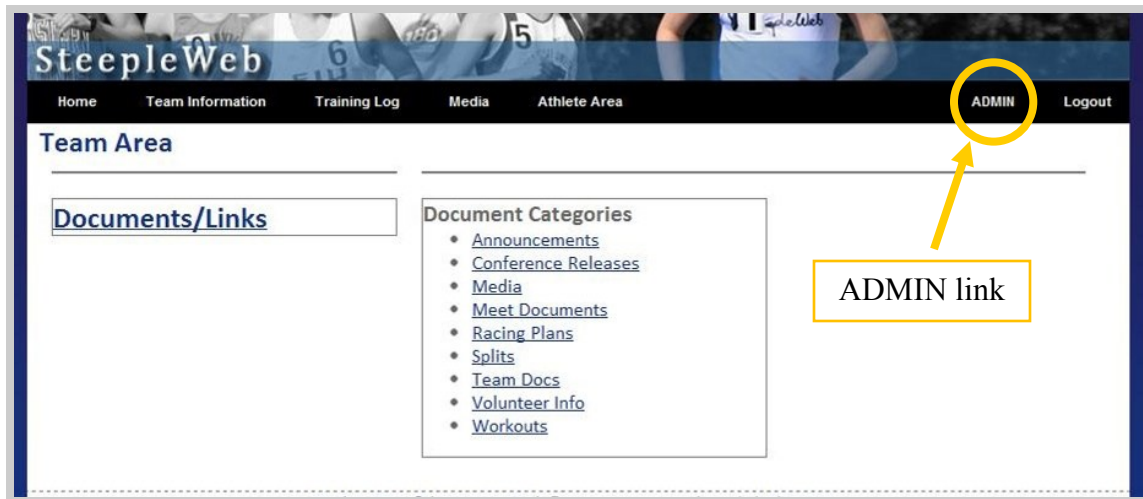 SteepleWeb
Home Team Information Training Log Media Athlete Area ADMIN Logout
Team Area
Documents/Links
Document Categories
Announcements
Conference Releases
Media
Meet Documents
Racing Plans
Splits
Team Docs
Volunteer Info
Workouts
ADMIN link